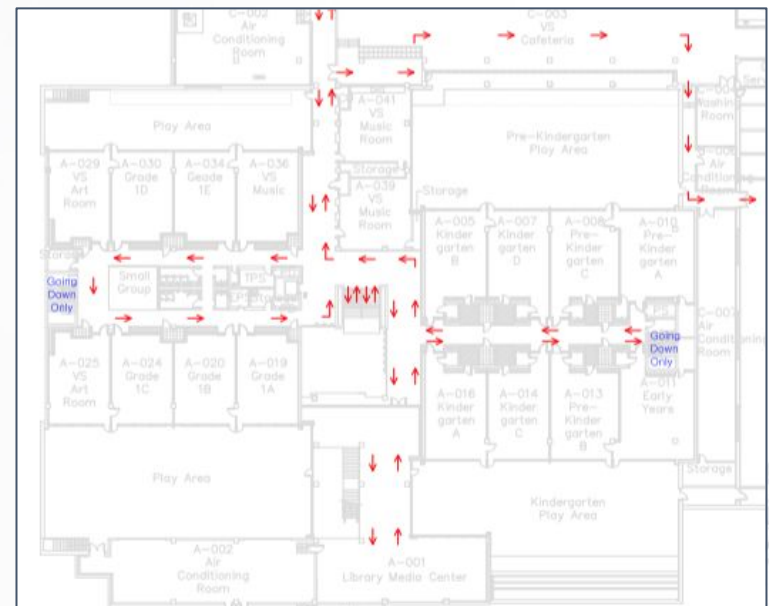 C-002
Air
Conditioning
Room
C-003
VS
Cafeteria
A-041
VS
Music
Room
Storage
A-039
VS
Music
Room
Storage
Play Area
Pre-Kindergarten
Play Area
Room
Air
Room
A-029
VS
Art
Room
A-030
Grade
1D
A-034
Geade
1E
A-036
VS
Music
A-005
Kinder
garten
B
A-007
Kinder
garten
D
A-008
Pre-
Kinder
garten
C
A-010
Pre-
Kinder
garten
A
Storage
Going
Down
Only
Small
Group
TPS
Going
Down
Only
C-007
Air
Conditioning
Room
A-025
VS
Art
Room
A-024
Grade
1C
A-020
Grade
1B
A-019
Grade
1A
A-016
Kinder
garten
A
A-014
Kinder
garten
C
A-013
Pre-
Kinder
garten
B
A-011
Early
Years
Storage
Play Area
Kindergarten
Play Area
A-002
Air
Conditioning
Room
A-001
Library Media Center